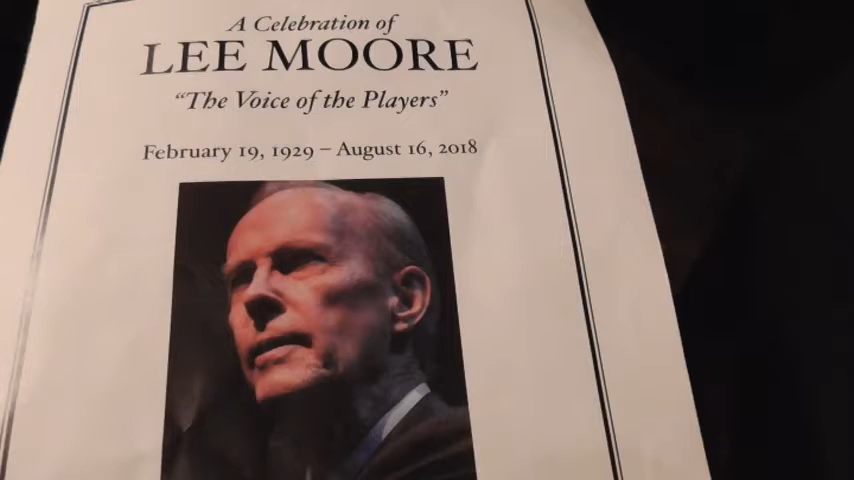 A Celebration of
LEE MOORE
“The Voice of the Players”
February 19, 1929 – August 16, 2018